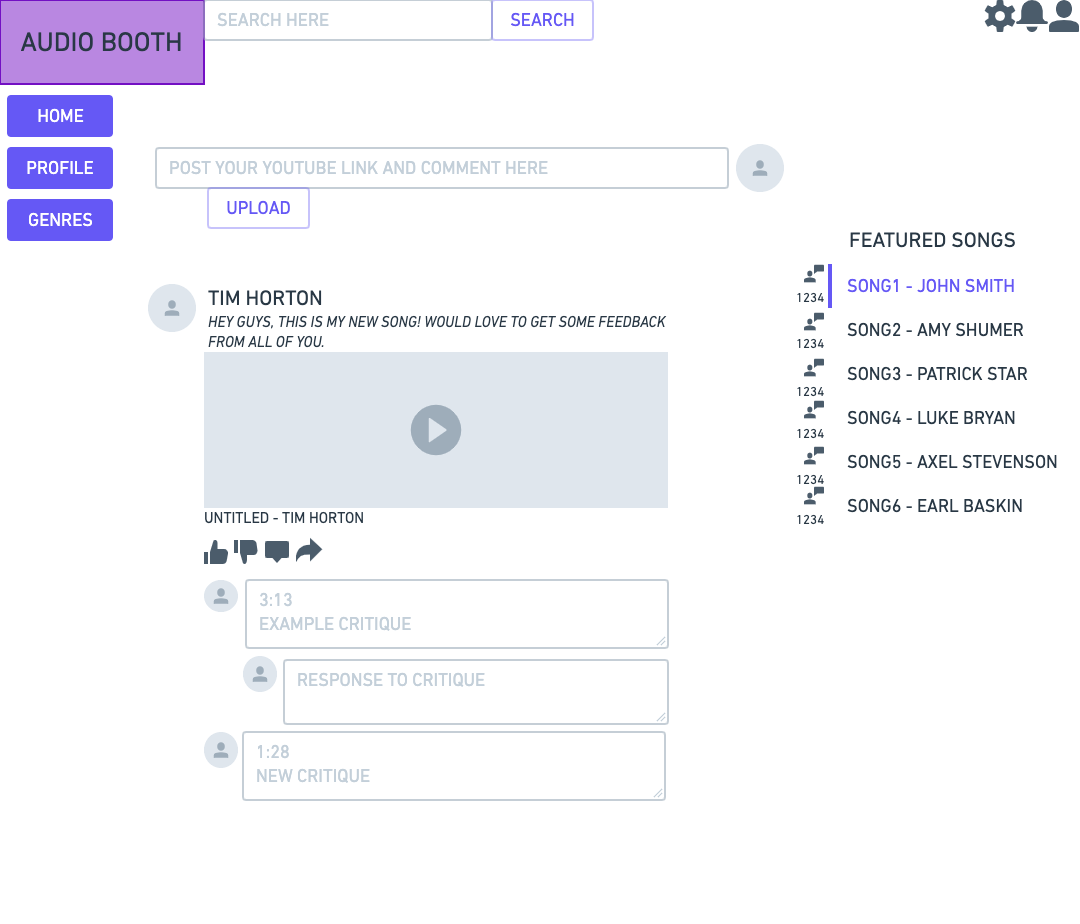 AUDIO BOOTH
SEARCH HERE
SEARCH
HOME
PROFILE
GENRES
POST YOUR YOUTUBE LINK AND COMMENT HERE
UPLOAD
TIM HORTON
HEY GUYS, THIS IS MY NEW SONG! WOULD LOVE TO GET SOME FEEDBACK
FROM ALL OF YOU.
UNTITLED - TIM HORTON
3:13
EXAMPLE CRITIQUE
RESPONSE TO CRITIQUE
1:28
NEW CRITIQUE
FEATURED SONGS
1234
SONG1 - JOHN SMITH
1234
SONG2 - AMY SHUMER
1234
SONG3 - PATRICK STAR
1234
SONG4 - LUKE BRYAN
1234
SONG5 - AXEL STEVENSON
1234
SONG6 - EARL BASKIN